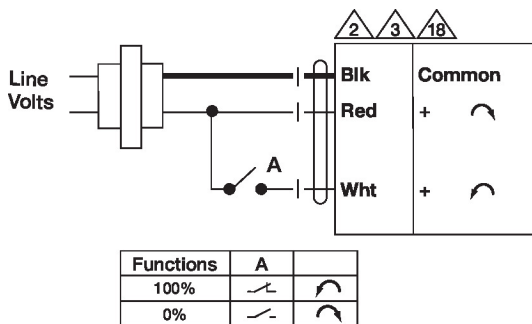 2 3 18
Line Volts
Blk Common
Red +
A
Wht +
Functions A
100%
0%